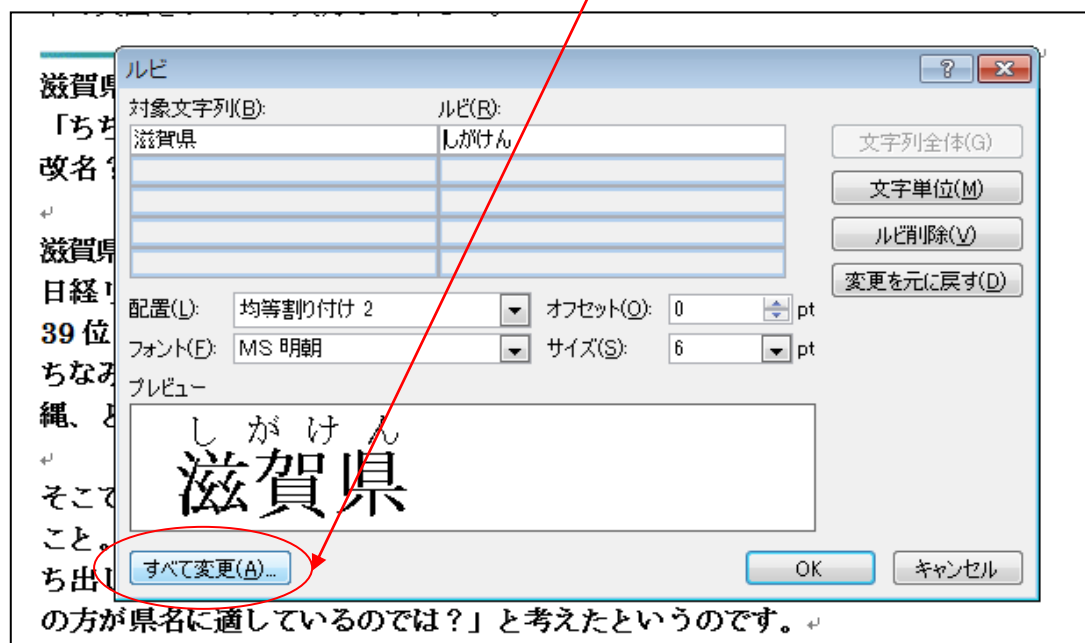 ルビ
滋賀県
対象文字列(B): ルビ(R):
「ちち
滋賀県 しがけん 文字列全体(G)
改名?
文字単位(M)
滋賀県
ルビ削除(V)
日経リ
変更を元に戻す(D)
配置(L): 均等割り付け 2 オフセット(O): 0 pt
39 位
フォント(F): MS 明朝 サイズ(S): 6 pt
ちなみ
プレビュー
縄、と
しがけん
滋賀県
そこで
こと。
すべて変更(A)... OK キャンセル
ち出し
の方が県名に適しているのでは?」と考えたというのです。